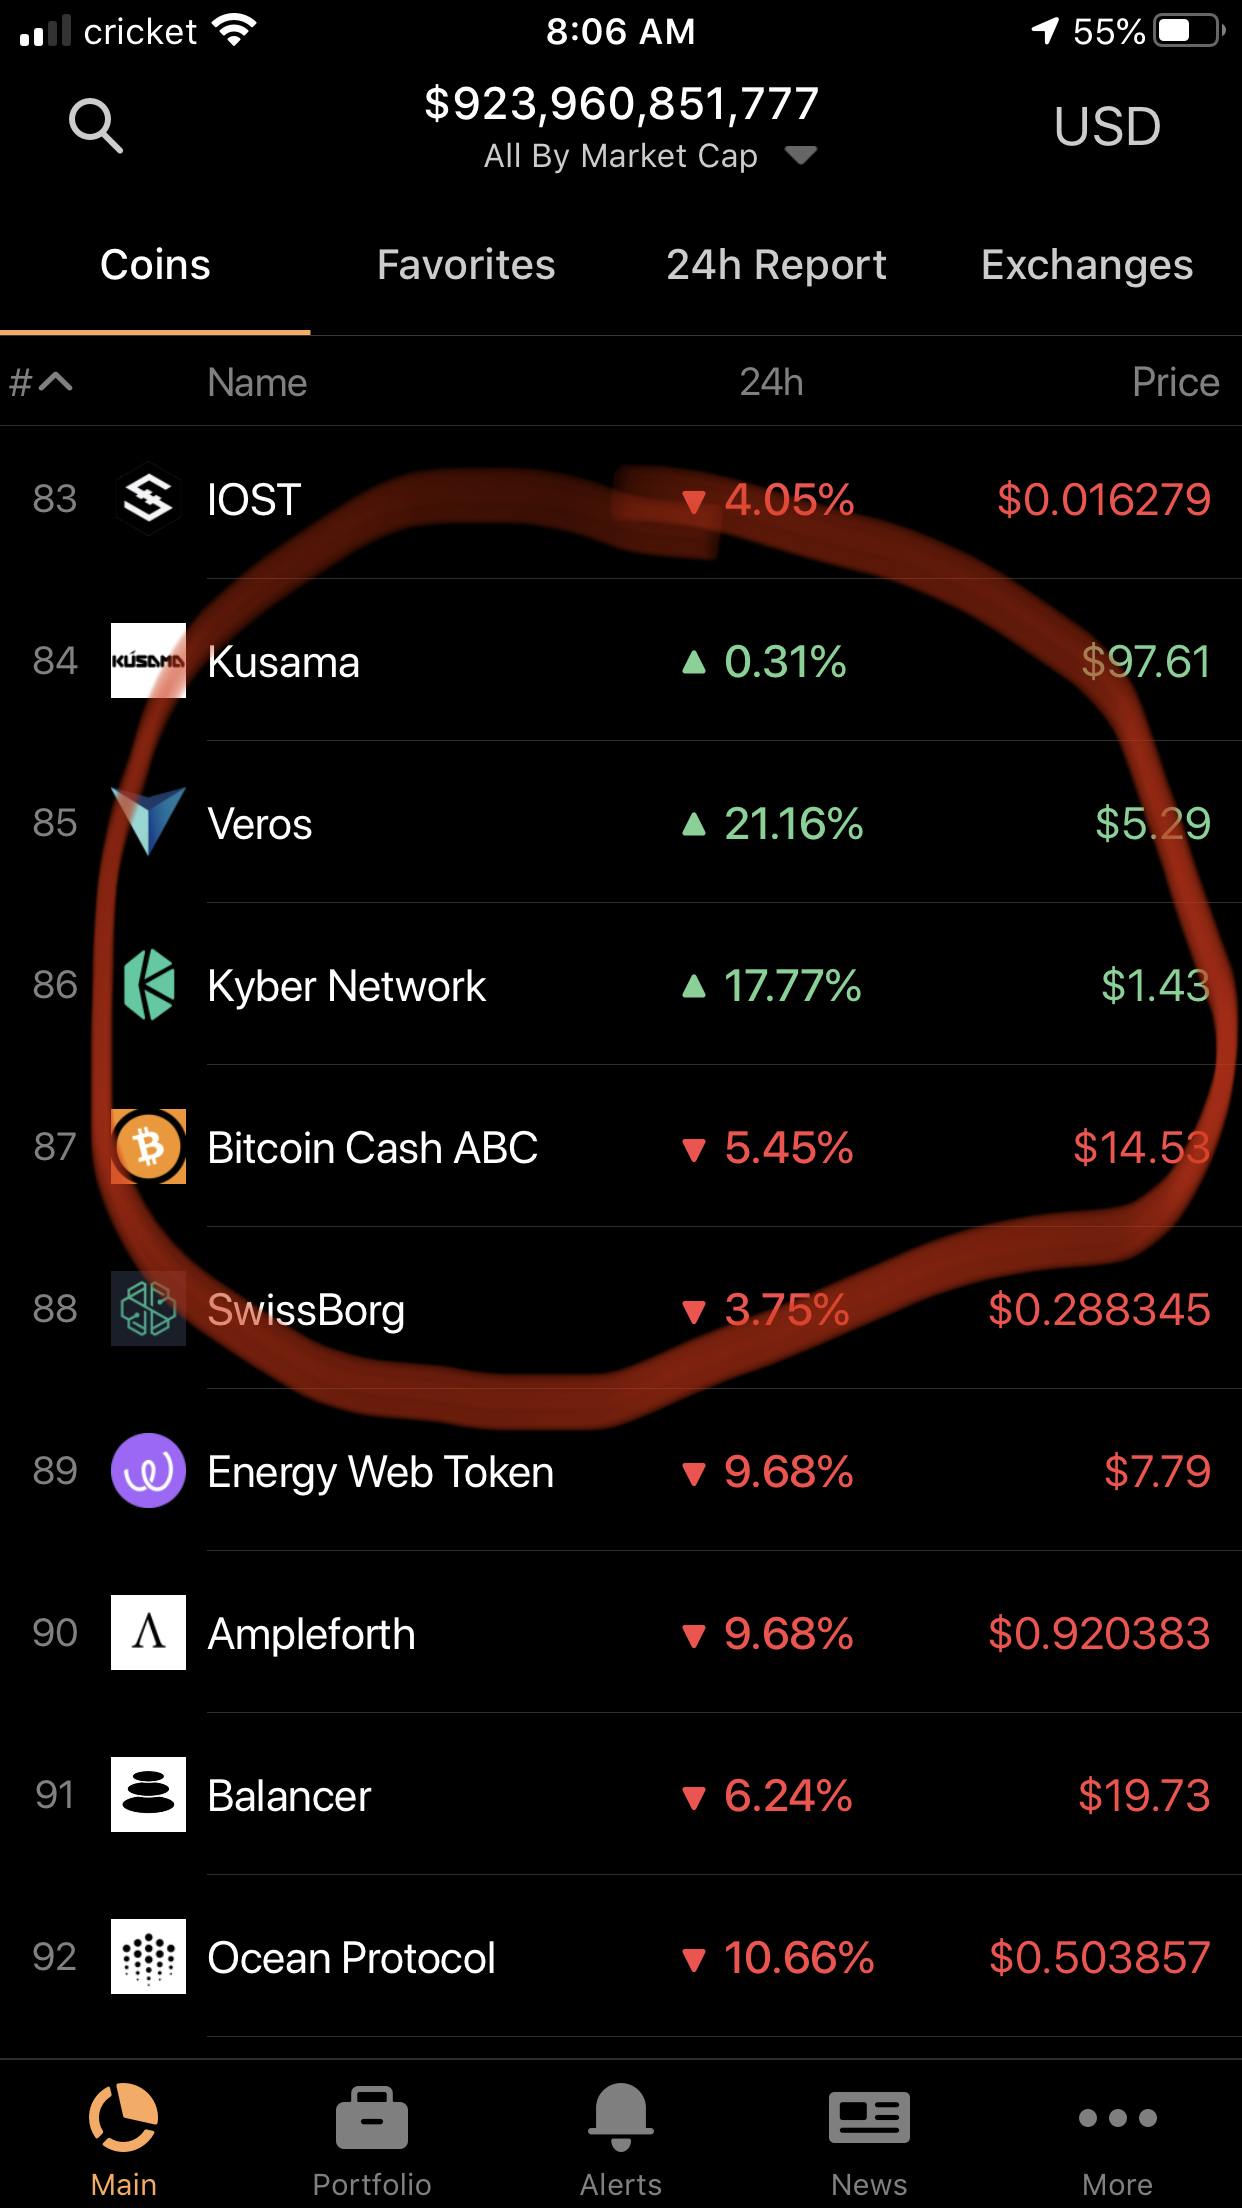 cricket 8:06 AM 55%
$923,960,851,777
All By Market Cap
USD
Coins Favorites 24h Report Exchanges
# Name 24h Price
83 IOST 4.05% $0.016279
84 KUSAMA Kusama 0.31% $97.61
85 Veros 21.16% $5.29
86 Kyber Network 17.77% $1.43
87 Bitcoin Cash ABC 5.45% $14.53
88 SwissBorg 3.75% $0.288345
89 Energy Web Token 9.68% $7.79
90 Ampleforth 9.68% $0.920383
91 Balancer 6.24% $19.73
92 Ocean Protocol 10.66% $0.503857
Main Portfolio Alerts News More